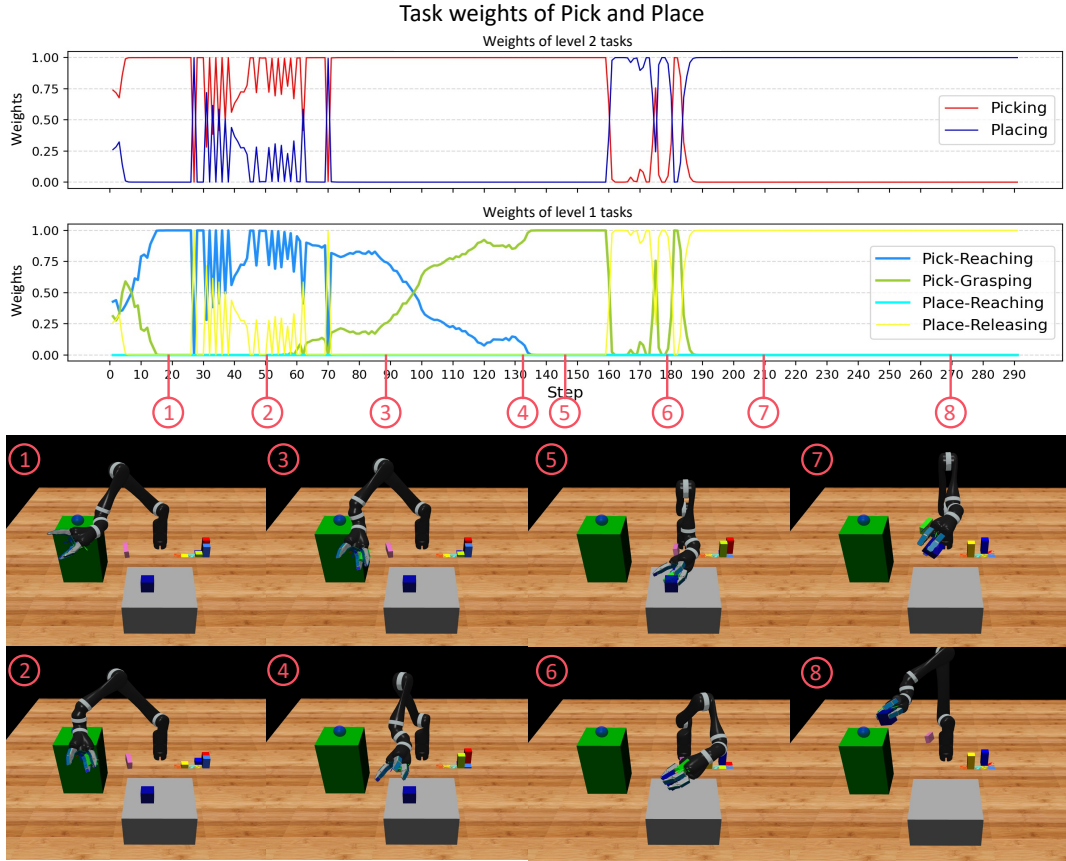 Task weights of Pick and Place
Weights of level 2 tasks
Weights
1.00
0.75
0.50
0.25
0.00
Picking
Placing
Weights of level 1 tasks
Weights
1.00
0.75
0.50
0.25
0.00
Pick-Reaching
Pick-Grasping
Place-Reaching
Place-Releasing
0 10 20 30 40 50 60 70 80 90 100 110 120 130 140 150 160 170 180 190 200 210 220 230 240 250 260 270 280 290
Step
1 2 3 4 5 6 7 8
1 3 5 7
2 4 6 8